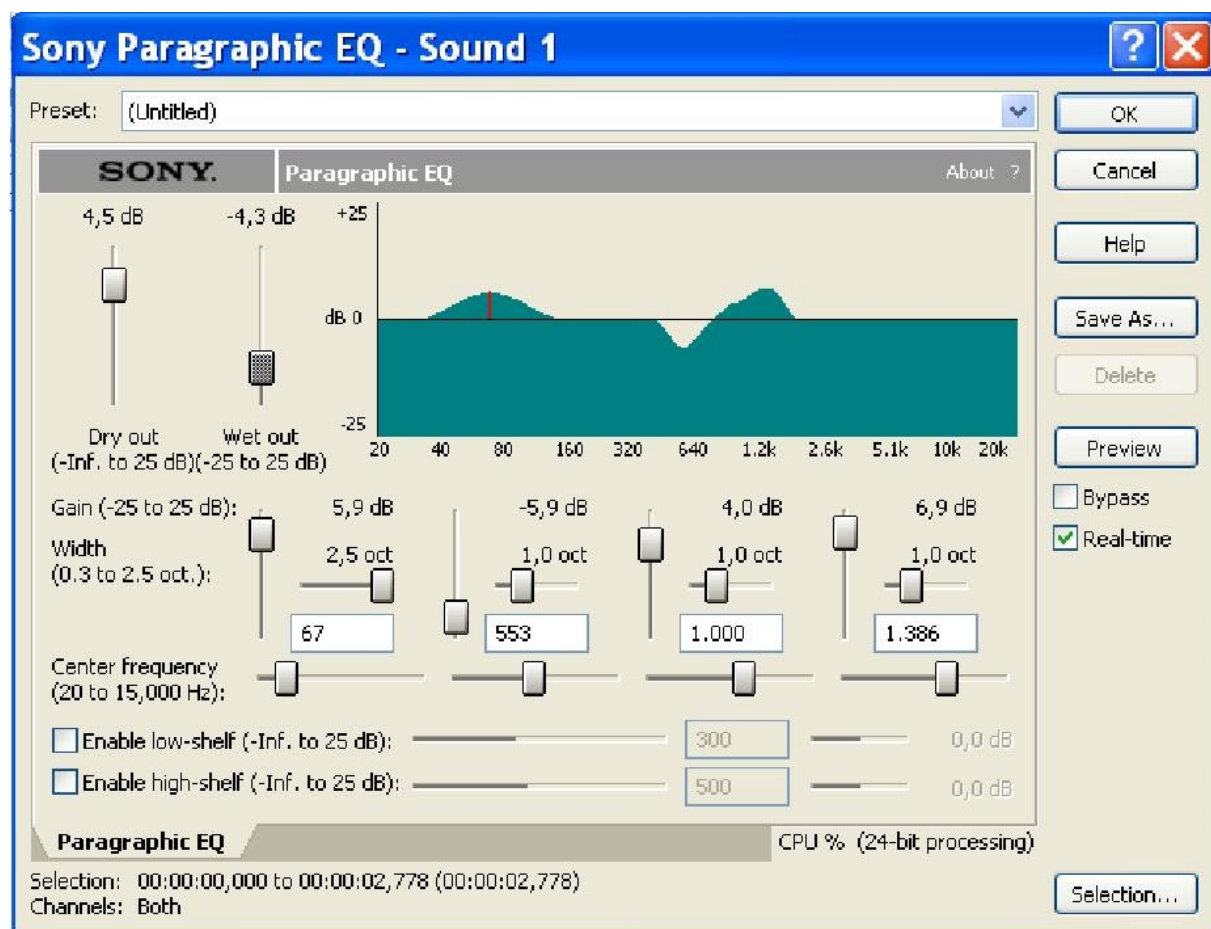 Sony Paragraphic EQ - Sound 1
Preset: (Untitled)
OK
Cancel
Help
Save As...
Delete
Preview
Bypass
Real-time
SONY. Paragraphic EQ About ?
4,5 dB -4,3 dB
+25
dB 0
-25
20 40 80 160 320 640 1.2k 2.6k 5.1k 10k 20k
Dry out Wet out
(-Inf. to 25 dB)(-25 to 25 dB)
Gain (-25 to 25 dB): 5,9 dB -5,9 dB 4,0 dB 6,9 dB
Width
(0.3 to 2.5 oct.):
2,5 oct 1,0 oct 1,0 oct 1,0 oct
67 553 1.000 1.386
Center frequency
(20 to 15,000 Hz):
Enable low-shelf (-Inf. to 25 dB): 300 0,0 dB
Enable high-shelf (-Inf. to 25 dB): 500 0,0 dB
Paragraphic EQ
CPU % (24-bit processing)
Selection: 00:00:00,000 to 00:00:02,778 (00:00:02,778)
Channels: Both
Selection...